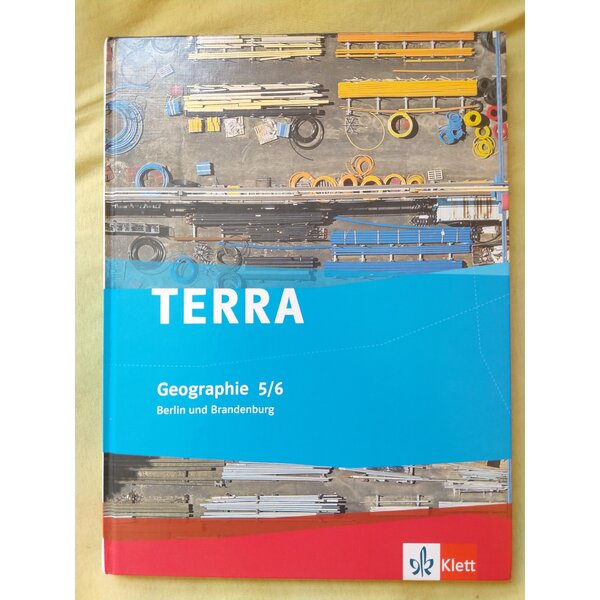 TERRA
Geographie 5/6
Berlin und Brandenburg
Klett